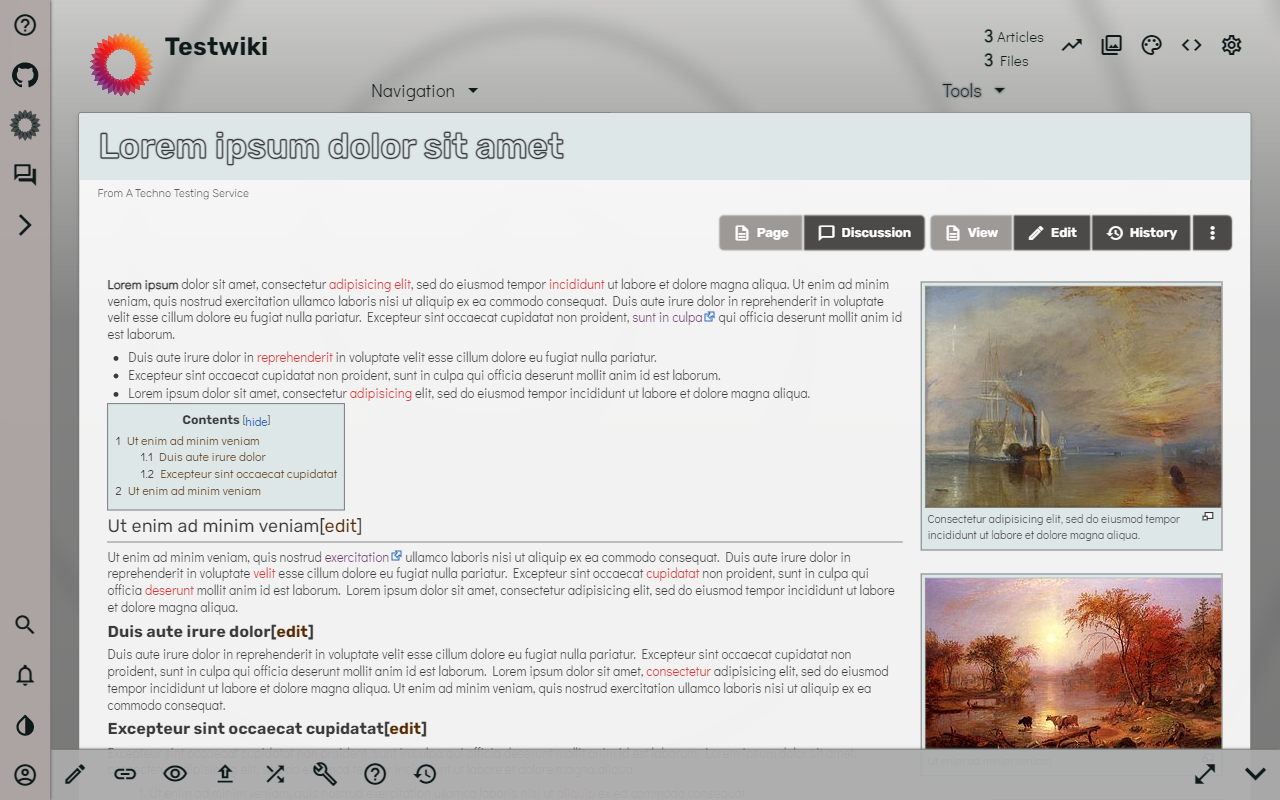 Testwiki
3 Articles
3 Files
Navigation
Tools
Lorem ipsum dolor sit amet
From A Techno Testing Service
Page Discussion View Edit History
Lorem ipsum dolor sit amet, consectetur adipisicing elit, sed do eiusmod tempor incididunt ut labore et dolore magna aliqua. Ut enim ad minim
veniam, quis nostrud exercitation ullamco laboris nisi ut aliquip ex ea commodo consequat. Duis aute irure dolor in reprehenderit in voluptate
velit esse cillum dolore eu fugiat nulla pariatur. Excepteur sint occaecat cupidatat non proident, sunt in culpa qui officia deserunt mollit anim id
est laborum.
• Duis aute irure dolor in reprehenderit in voluptate velit esse cillum dolore eu fugiat nulla pariatur.
• Excepteur sint occaecat cupidatat non proident, sunt in culpa qui officia deserunt mollit anim id est laborum.
• Lorem ipsum dolor sit amet, consectetur adipisicing elit, sed do eiusmod tempor incididunt ut labore et dolore magna aliqua.
Contents [hide]
1 Ut enim ad minim veniam
1.1 Duis aute irure dolor
1.2 Excepteur sint occaecat cupidatat
2 Ut enim ad minim veniam
Consectetur adipisicing elit, sed do eiusmod tempor
incididunt ut labore et dolore magna aliqua.
Ut enim ad minim veniam[edit]
Ut enim ad minim veniam, quis nostrud exercitation ullamco laboris nisi ut aliquip ex ea commodo consequat. Duis aute irure dolor in
reprehenderit in voluptate velit esse cillum dolore eu fugiat nulla pariatur. Excepteur sint occaecat cupidatat non proident, sunt in culpa qui
officia deserunt mollit anim id est laborum. Lorem ipsum dolor sit amet, consectetur adipisicing elit, sed do eiusmod tempor incididunt ut labore
et dolore magna aliqua.
Duis aute irure dolor[edit]
Duis aute irure dolor in reprehenderit in voluptate velit esse cillum dolore eu fugiat nulla pariatur. Excepteur sint occaecat cupidatat non
proident, sunt in culpa qui officia deserunt mollit anim id est laborum. Lorem ipsum dolor sit amet, consectetur adipisicing elit, sed do eiusmod
tempor incididunt ut labore et dolore magna aliqua. Ut enim ad minim veniam, quis nostrud exercitation ullamco laboris nisi ut aliquip ex ea
commodo consequat.
Excepteur sint occaecat cupidatat[edit]